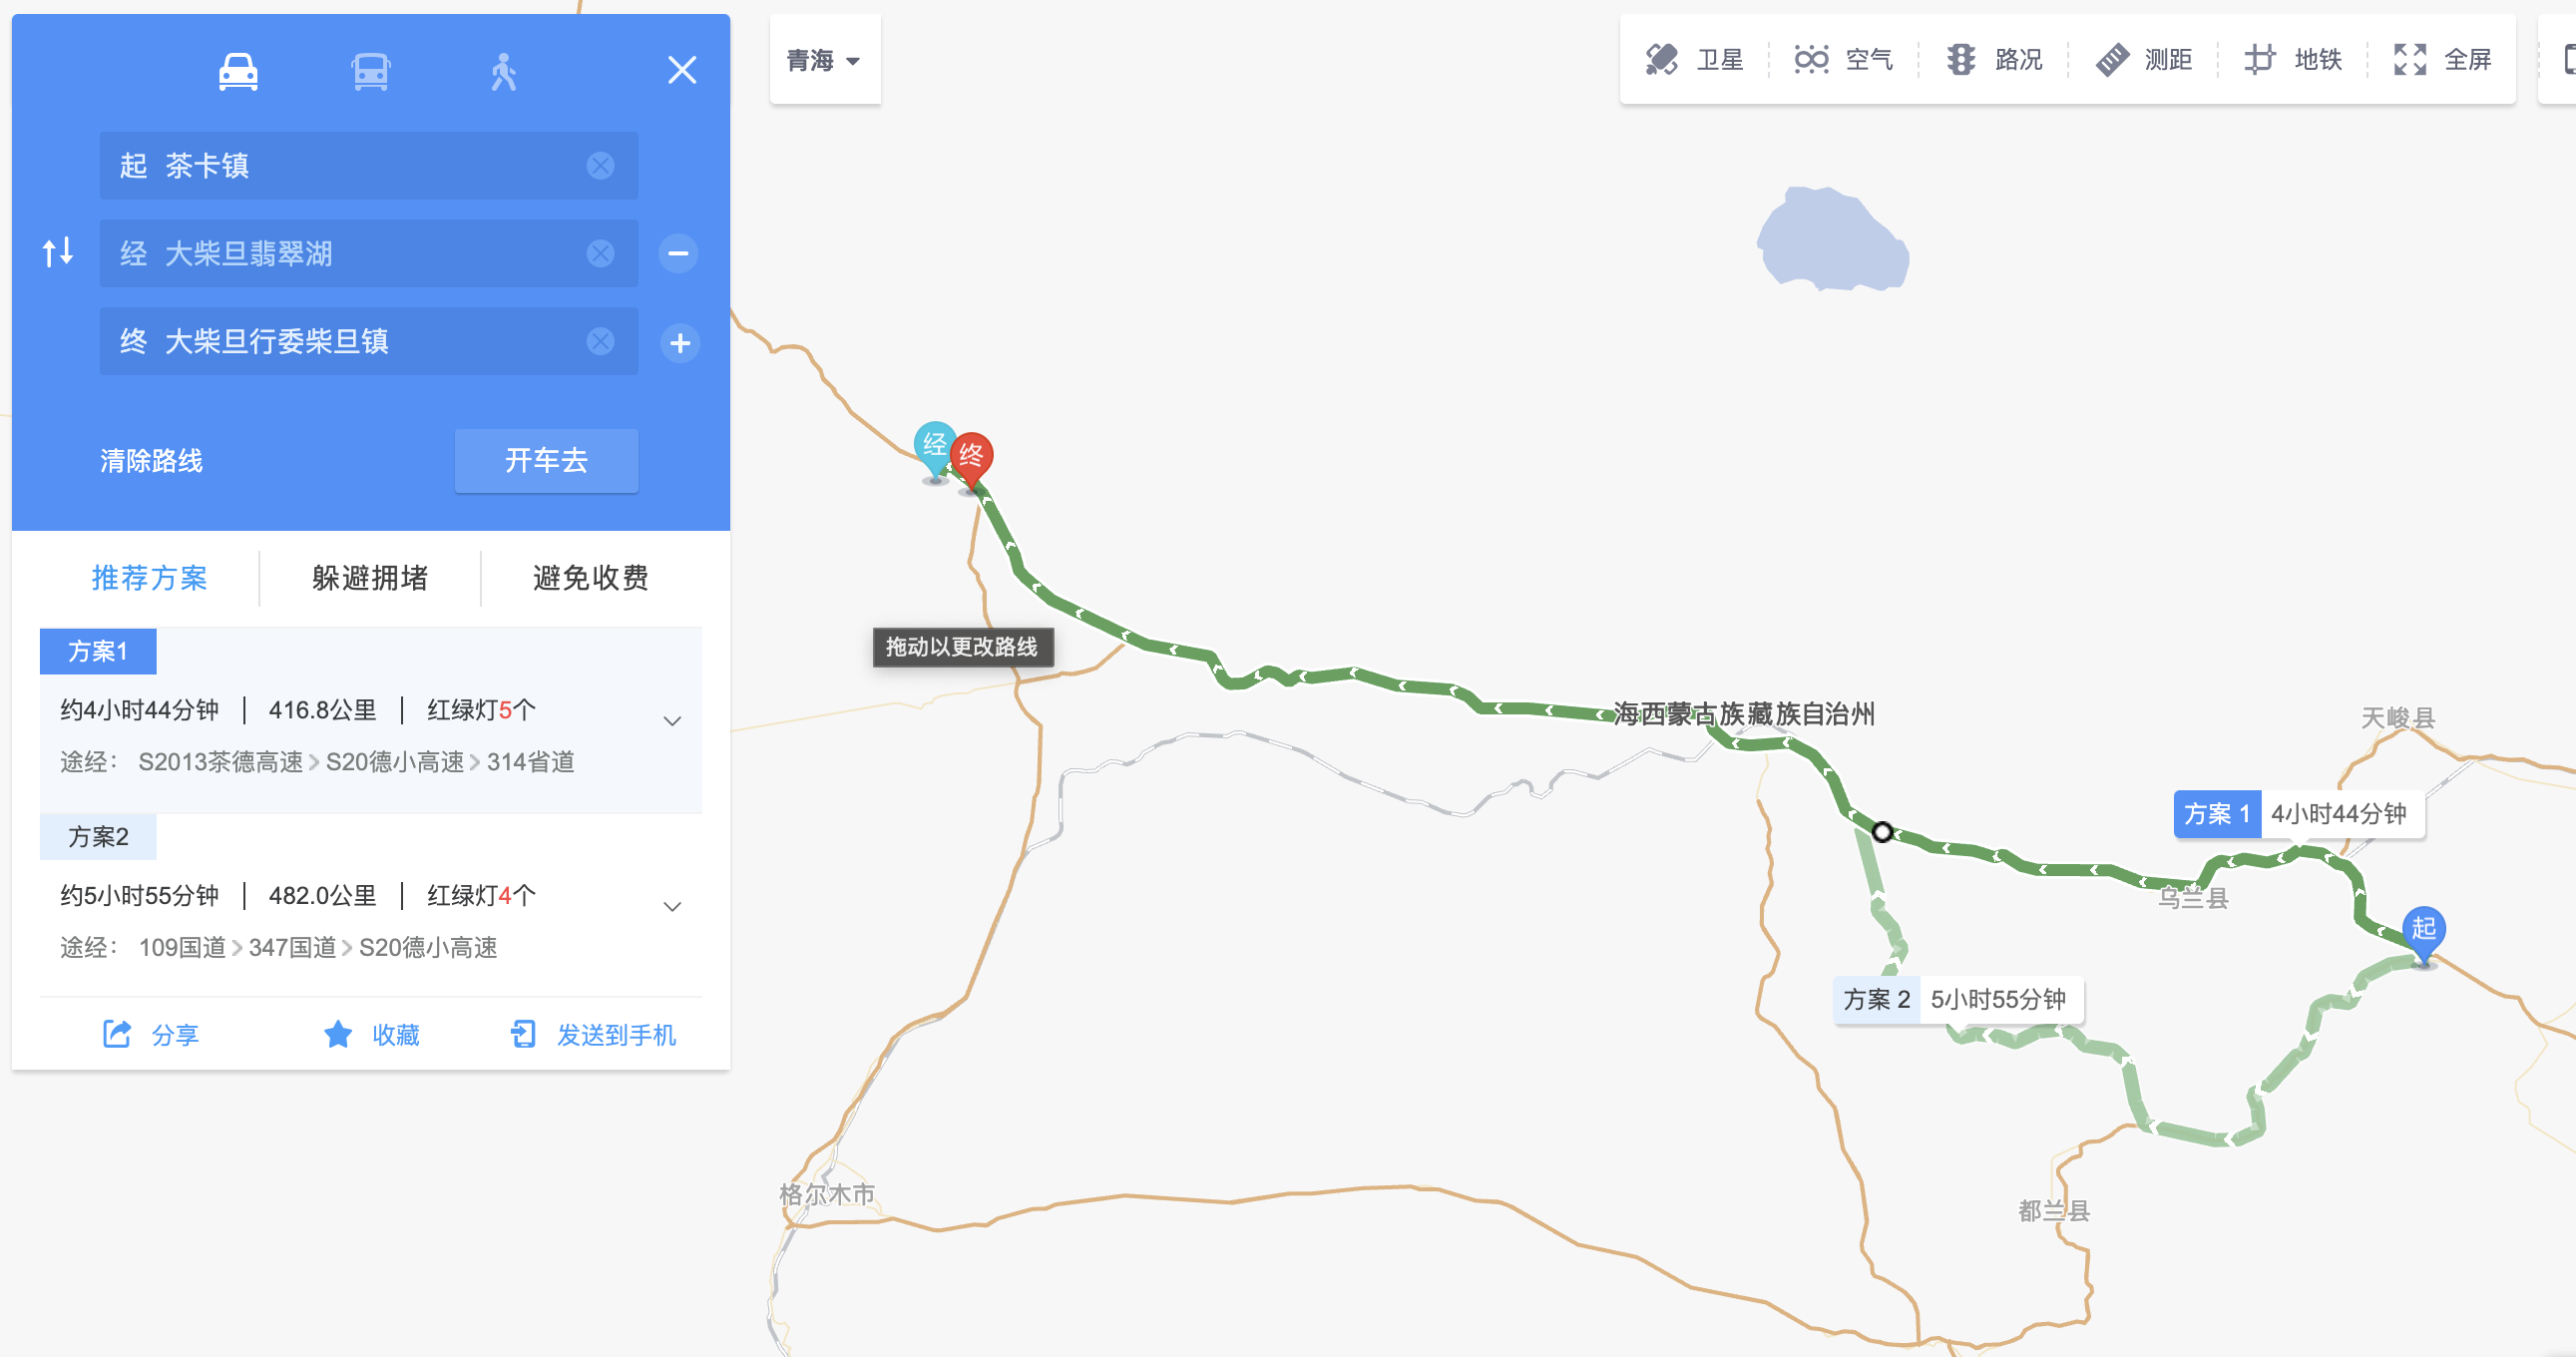 起 茶卡镇
经 大柴旦翡翠湖
终 大柴旦行委柴旦镇
清除路线 开车去
推荐方案 躲避拥堵 避免收费
方案1
约4小时44分钟 | 416.8公里 | 红绿灯5个
途经： S2013茶德高速 > S20德小高速 > 314省道
方案2
约5小时55分钟 | 482.0公里 | 红绿灯4个
途经： 109国道 > 347国道 > S20德小高速
分享 收藏 发送到手机
青海
卫星 空气 路况 测距 地铁 全屏
经 终
拖动以更改路线
海西蒙古族藏族自治州
天峻县
方案 1 4小时44分钟
乌兰县
起
方案 2 5小时55分钟
格尔木市
都兰县